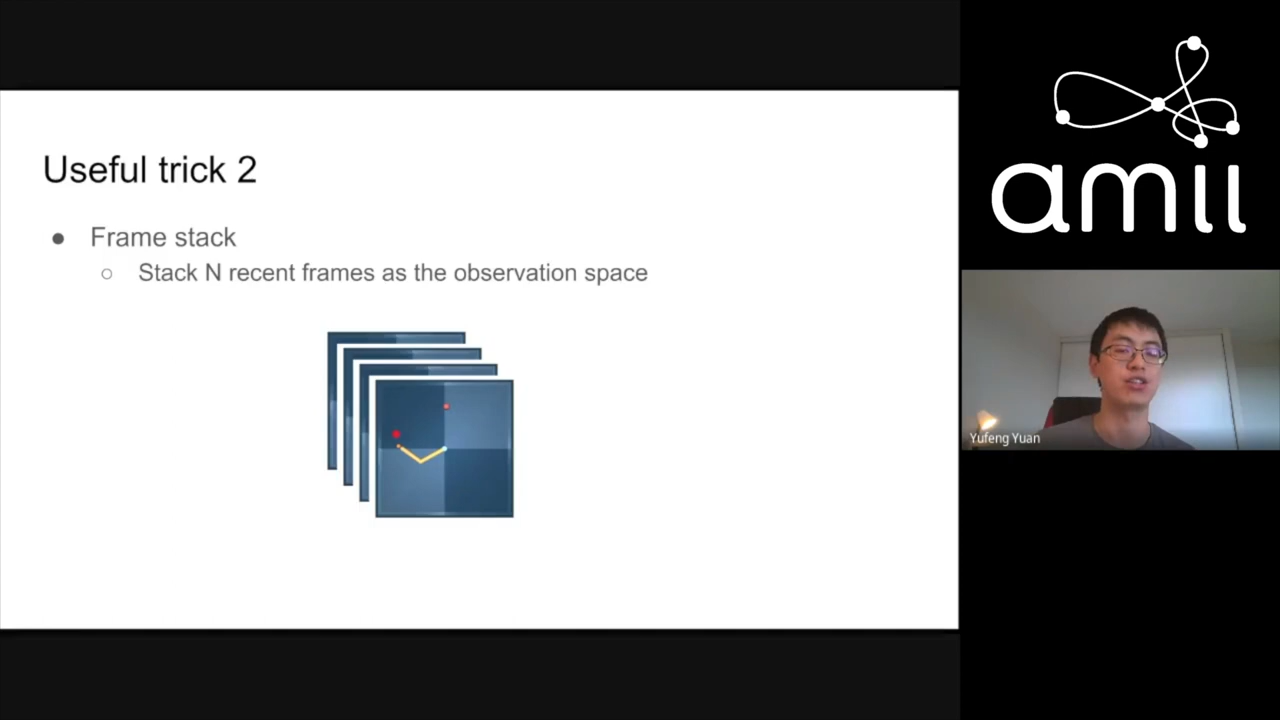 Useful trick 2
● Frame stack
○ Stack N recent frames as the observation space
amii
Yufeng Yuan